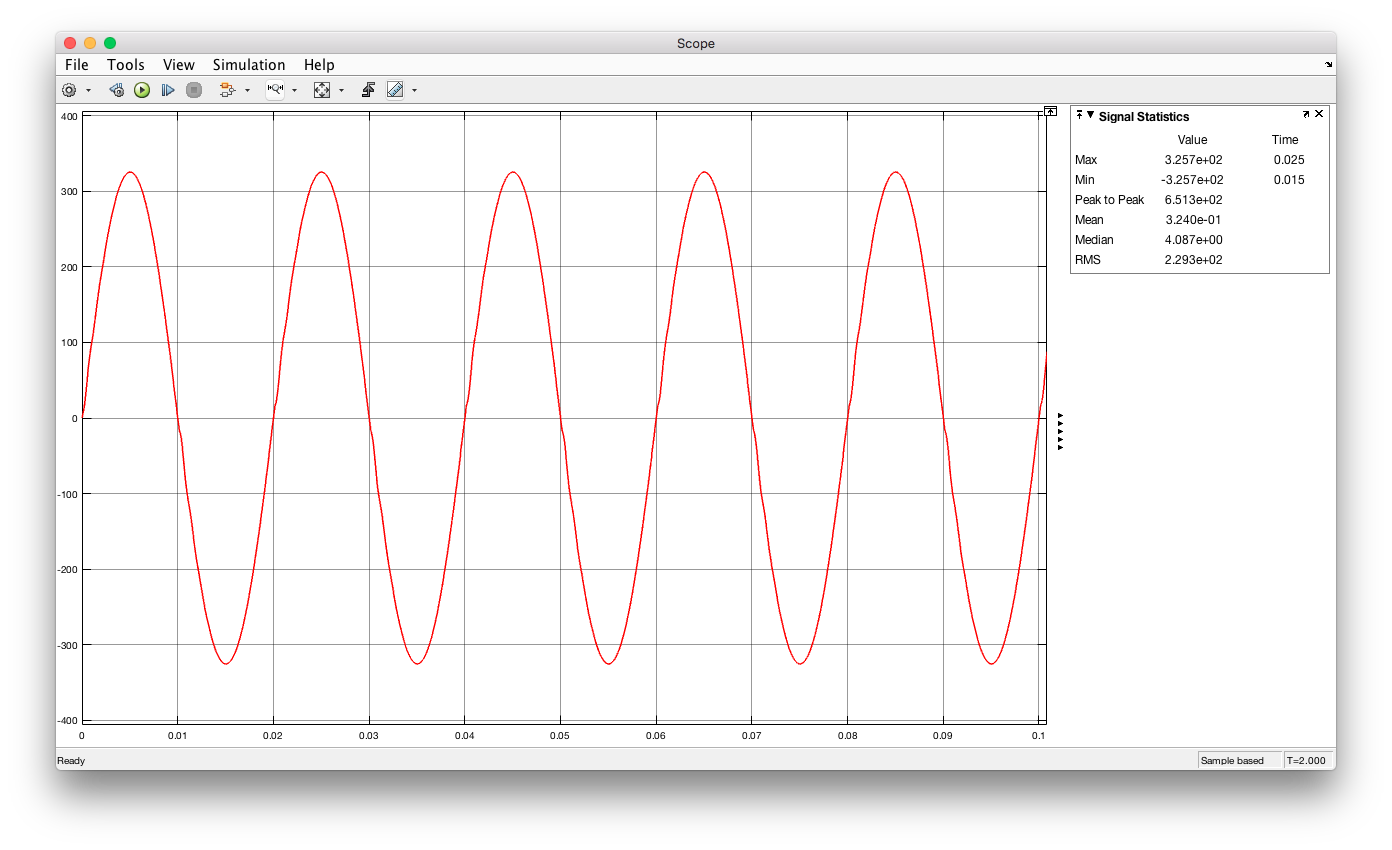 Scope
File Tools View Simulation Help
400
300
200
100
0
-100
-200
-300
-400
0 0.01 0.02 0.03 0.04 0.05 0.06 0.07 0.08 0.09 0.1
Signal Statistics
Value Time
Max 3.257e+02 0.025
Min -3.257e+02 0.015
Peak to Peak 6.513e+02
Mean 3.240e-01
Median 4.087e+00
RMS 2.293e+02
Ready Sample based T=2.000